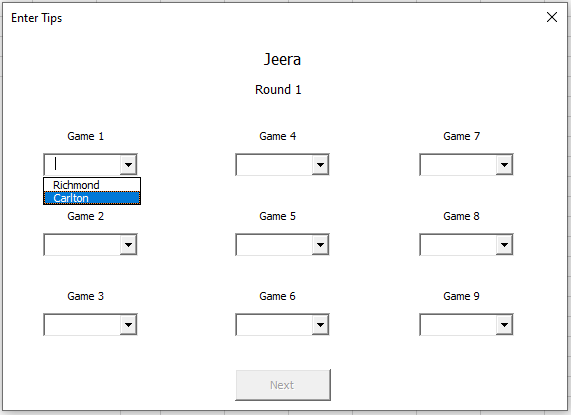 Enter Tips
Jeera
Round 1
Game 1 Game 4 Game 7
Richmond
Carlton
Game 2 Game 5 Game 8
Game 3 Game 6 Game 9
Next